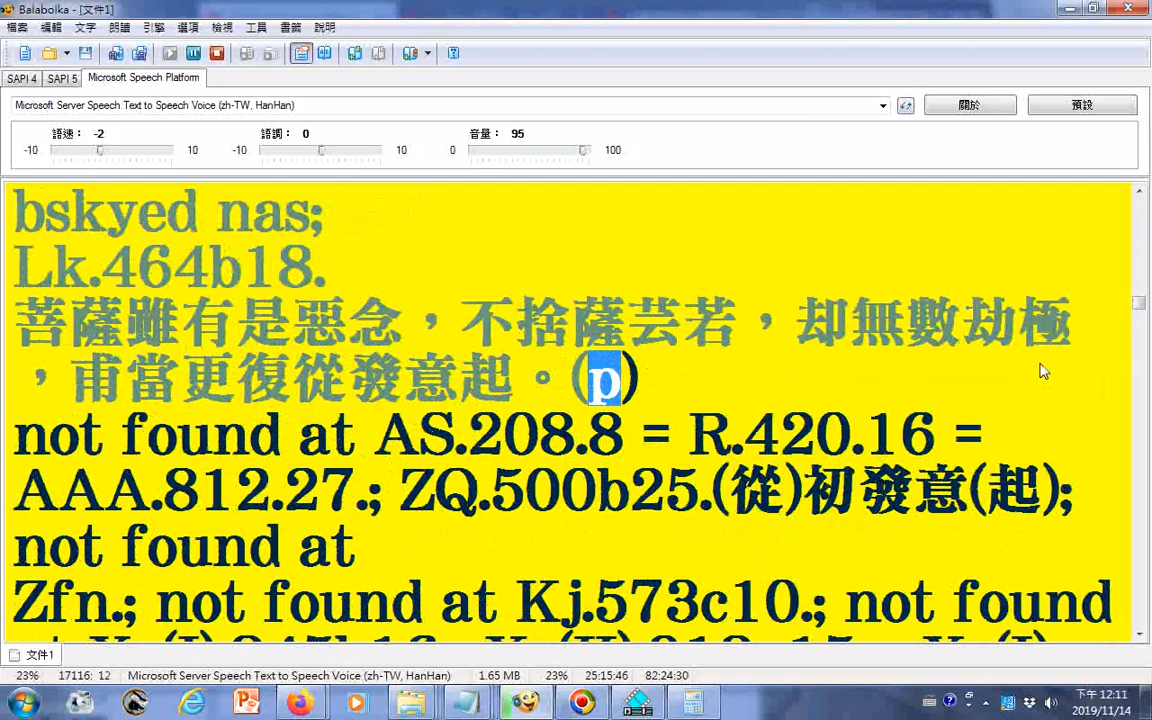 Balabolka - [文件1]
檔案 編輯 文字 朗讀 引擎 選項 檢視 工具 書籤 說明
SAPI 4 SAPI 5 Microsoft Speech Platform
Microsoft Server Speech Text to Speech Voice (zh-TW, HanHan) 關於 預設
語速： -2 語調： 0 音量： 95
-10 10 -10 10 0 100
bskyed nas;
Lk.464b18.
菩薩雖有是惡念，不捨薩芸若，却無數劫極
，甫當更復從發意起。(p)
not found at AS.208.8 = R.420.16 =
AAA.812.27.; ZQ.500b25.(從)初發意(起);
not found at
Zfn.; not found at Kj.573c10.; not found
文件1
23% 17116: 12 Microsoft Server Speech Text to Speech Voice (zh-TW, HanHan) 1.65 MB 23% 25:15:46 82:24:30
下午 12:11
2019/11/14